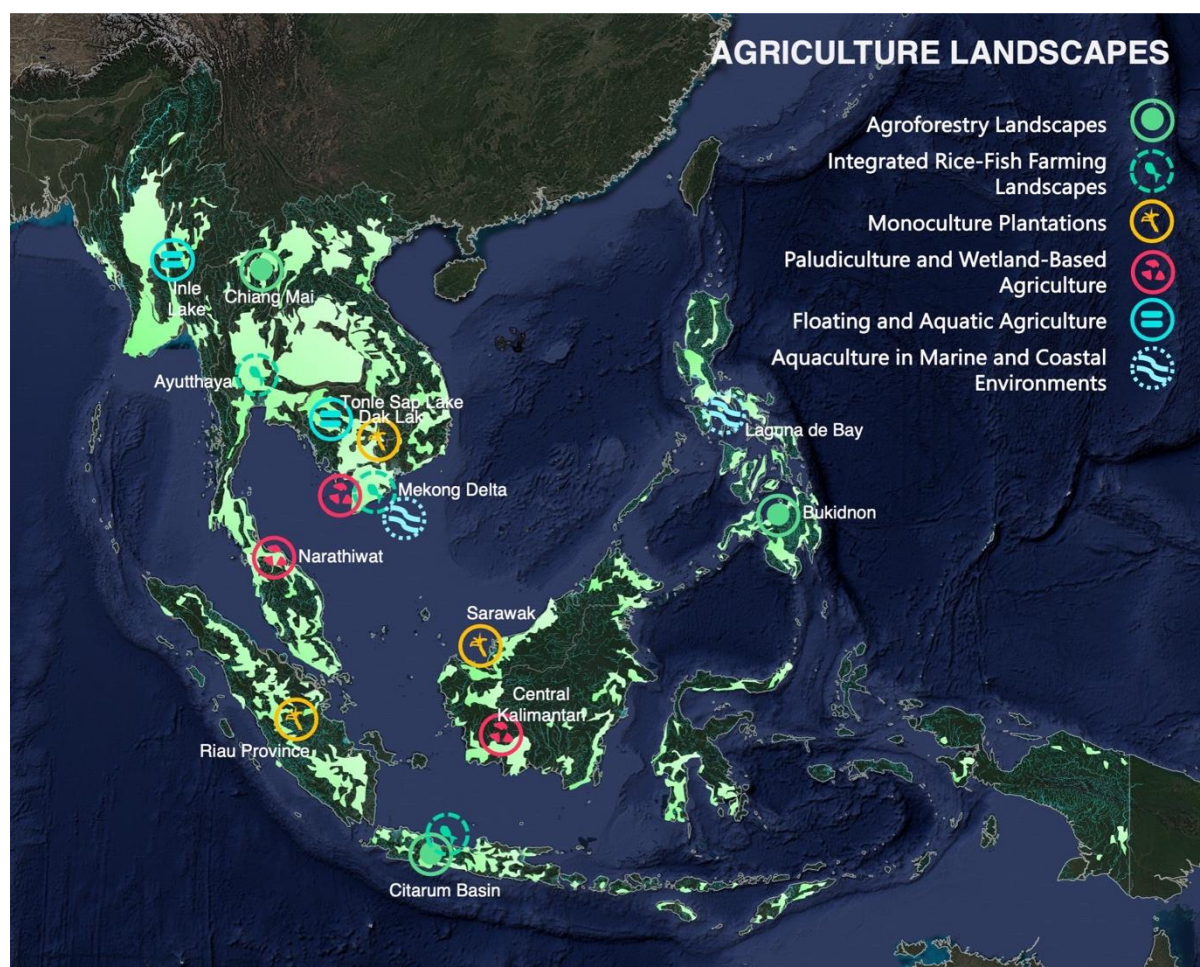 AGRICULTURE LANDSCAPES
Agroforestry Landscapes
Integrated Rice-Fish Farming
Landscapes
Monoculture Plantations
Paludiculture and Wetland-Based
Agriculture
Floating and Aquatic Agriculture
Aquaculture in Marine and Coastal
Environments
Inle
Lake
Chiang Mai
Ayutthaya
Tonle Sap Lake
Dak Lak
Laguna de Bay
Mekong Delta
Bukidnon
Narathiwat
Sarawak
Central
Kalimantan
Riau Province
Citarum Basin